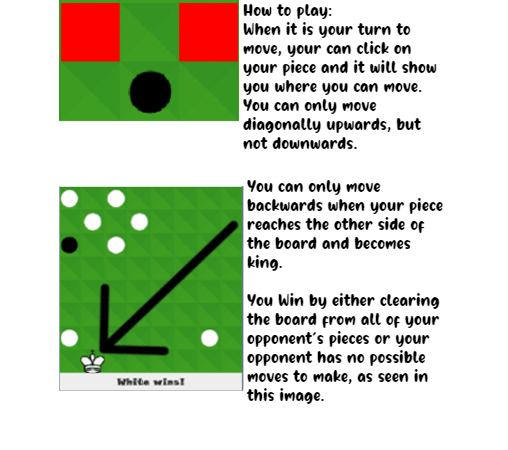 How to play:
When it is your turn to
move, your can click on
your piece and it will show
you where you can move.
You can only move
diagonally upwards, but
not downwards.
You can only move
backwards when your piece
reaches the other side of
the board and becomes
king.
You Win by either clearing
the board from all of your
opponent's pieces or your
opponent has no possible
moves to make, as seen in
this image.
White wins!